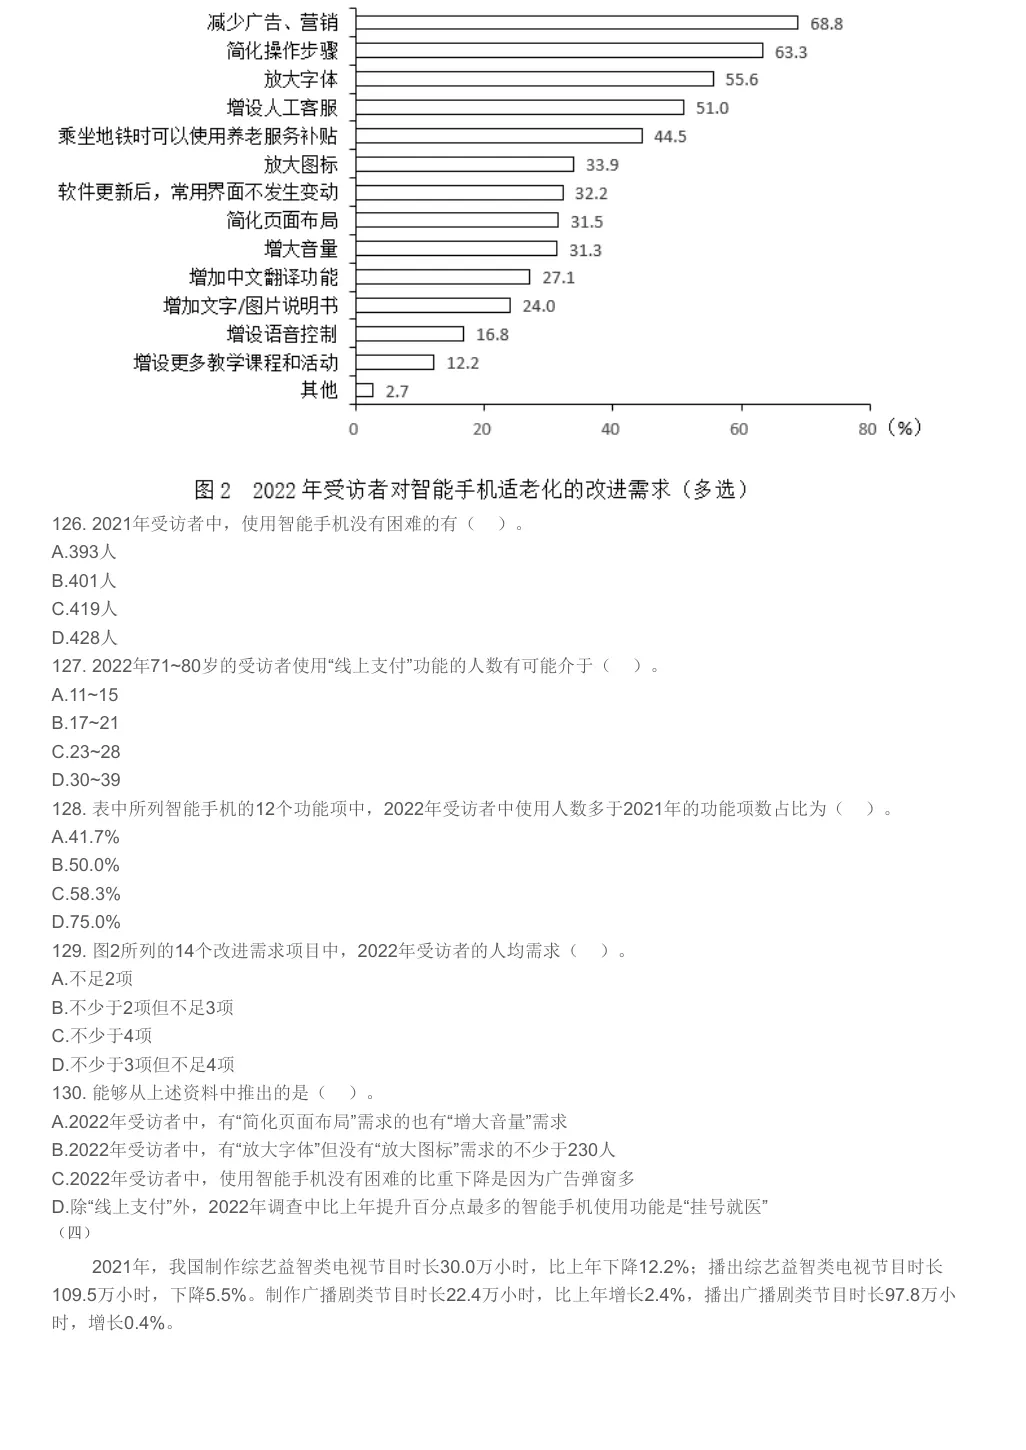 减少广告、营销 68.8
简化操作步骤 63.3
放大字体 55.6
增设人工客服 51.0
乘坐地铁时可以使用养老服务补贴 44.5
放大图标 33.9
软件更新后，常用界面不发生变动 32.2
简化页面布局 31.5
增大音量 31.3
增加中文翻译功能 27.1
增加文字/图片说明书 24.0
增设语音控制 16.8
增设更多教学课程和活动 12.2
其他 2.7
0 20 40 60 80（%）
图2 2022年受访者对智能手机适老化的改进需求（多选）
126. 2021年受访者中，使用智能手机没有困难的有（ ）。
A.393人
B.401人
C.419人
D.428人
127. 2022年71~80岁的受访者使用“线上支付”功能的人数有可能介于（ ）。
A.11~15
B.17~21
C.23~28
D.30~39
128. 表中所列智能手机的12个功能项中，2022年受访者中使用人数多于2021年的功能项数占比为（ ）。
A.41.7%
B.50.0%
C.58.3%
D.75.0%
129. 图2所列的14个改进需求项目中，2022年受访者的人均需求（ ）。
A.不足2项
B.不少于2项但不足3项
C.不少于4项
D.不少于3项但不足4项
130. 能够从上述资料中推出的是（ ）。
A.2022年受访者中，有“简化页面布局”需求的也有“增大音量”需求
B.2022年受访者中，有“放大字体”但没有“放大图标”需求的不少于230人
C.2022年受访者中，使用智能手机没有困难的比重下降是因为广告弹窗多
D.除“线上支付”外，2022年调查中比上年提升百分点最多的智能手机使用功能是“挂号就医”
（四）
2021年，我国制作综艺益智类电视节目时长30.0万小时，比上年下降12.2%；播出综艺益智类电视节目时长
109.5万小时，下降5.5%。制作广播剧类节目时长22.4万小时，比上年增长2.4%，播出广播剧类节目时长97.8万小
时，增长0.4%。